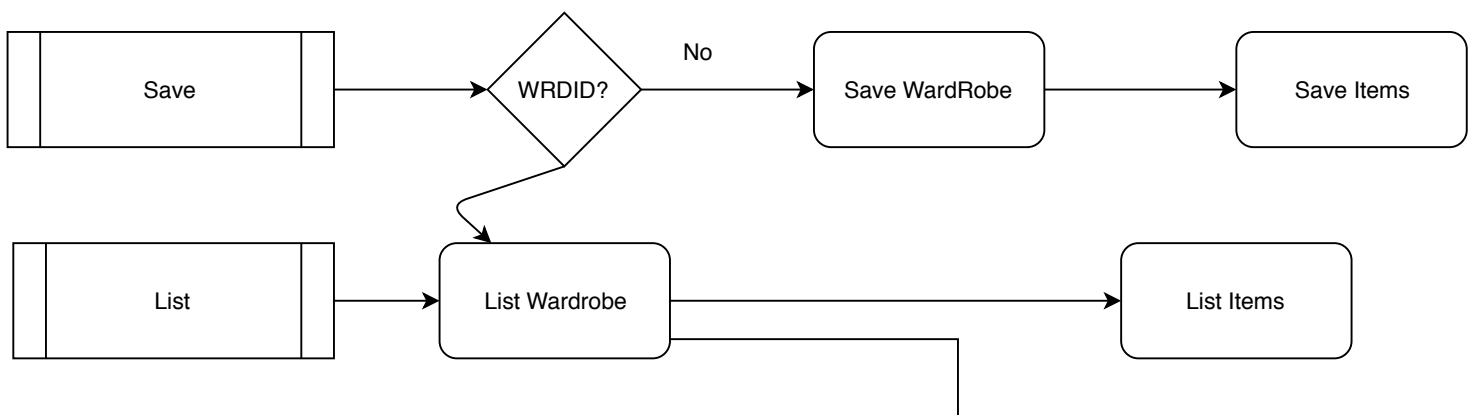 Save
WRDID?
No
Save WardRobe
Save Items
List
List Wardrobe
List Items